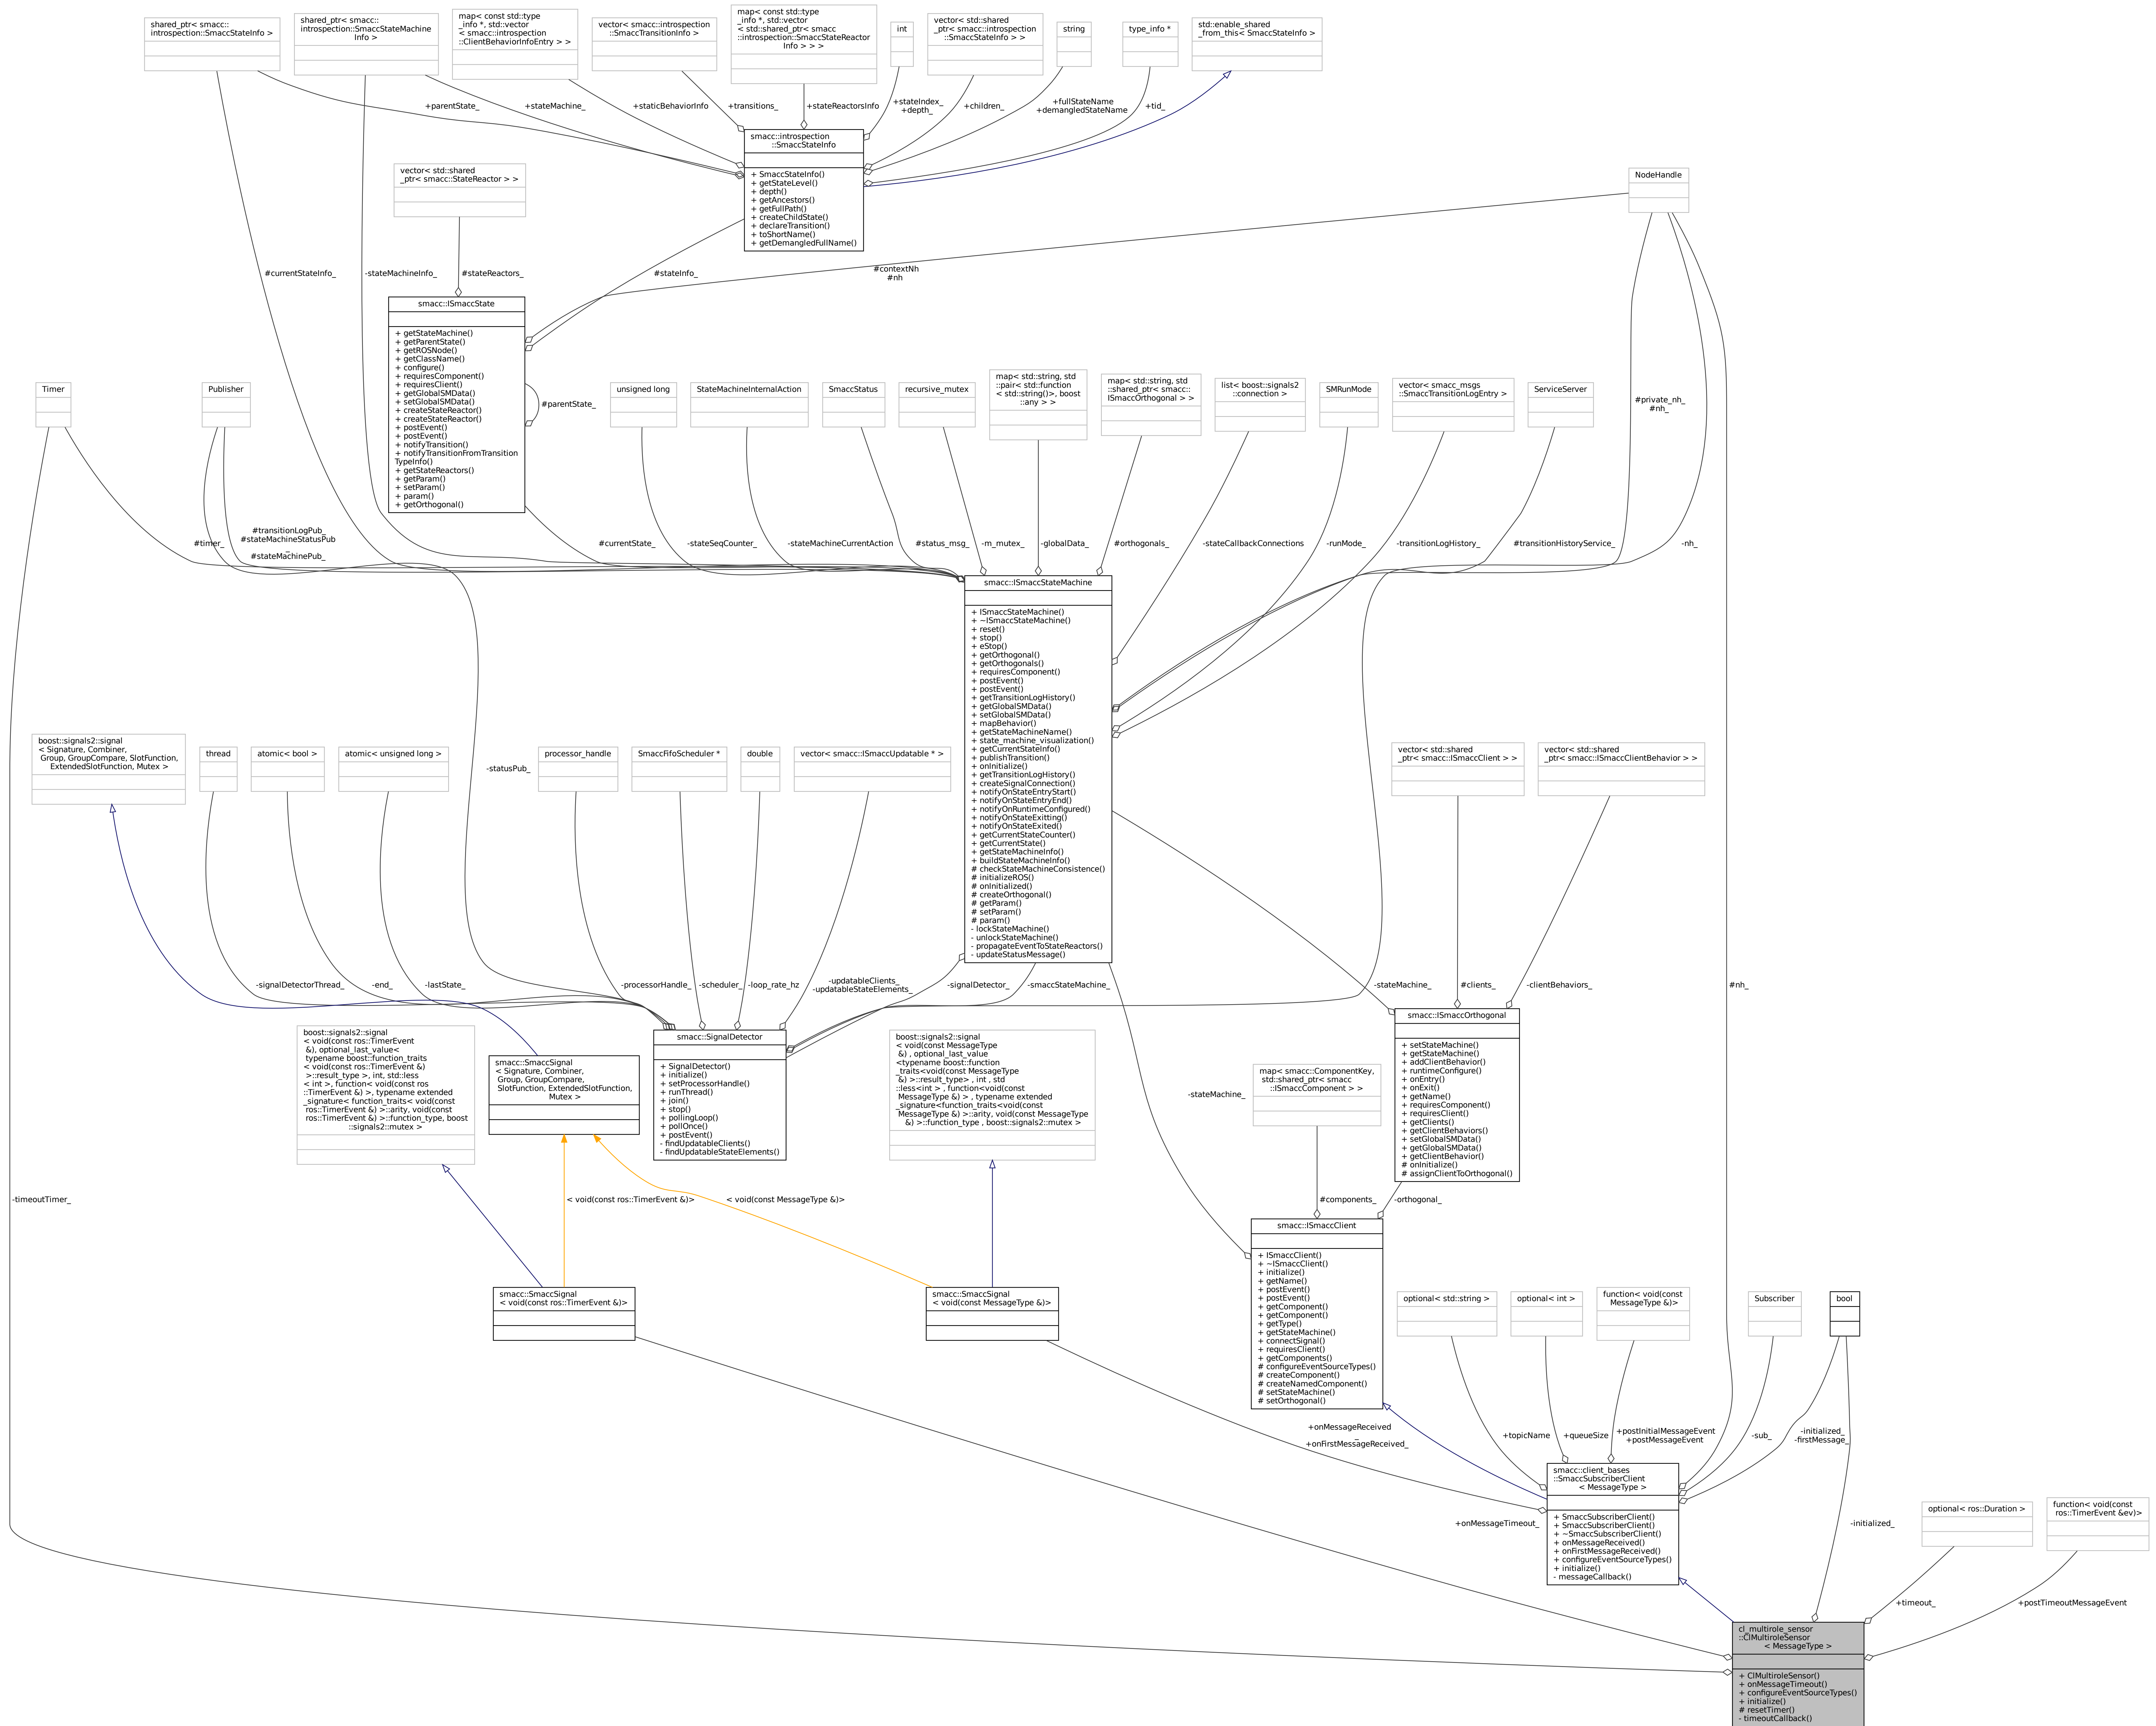 shared_ptr< smacc::
introspection::SmaccStateInfo >
shared_ptr< smacc::
introspection::SmaccStateMachine
Info >
map< const std::type
_info *, std::vector
< smacc::introspection
::ClientBehaviorInfoEntry > >
vector< smacc::introspection
::SmaccTransitionInfo >
map< const std::type
_info *, std::vector
< std::shared_ptr< smacc
::introspection::SmaccStateReactor
Info > > >
int
vector< std::shared
_ptr< smacc::introspection
::SmaccStateInfo > >
string
type_info *
std::enable_shared
_from_this< SmaccStateInfo >
+parentState_
+stateMachine_
+staticBehaviorInfo
+transitions_
+stateReactorsInfo
+stateIndex_
+depth_
+children_
+fullStateName
+demangledStateName
+tid_
smacc::introspection
::SmaccStateInfo
+ SmaccStateInfo()
+ getStateLevel()
+ depth()
+ getAncestors()
+ getFullPath()
+ createChildState()
+ declareTransition()
+ toShortName()
+ getDemangledFullName()
vector< std::shared
_ptr< smacc::StateReactor > >
NodeHandle
#currentStateInfo_
-stateMachineInfo_
#stateReactors_
#stateInfo_
#contextNh
#nh
smacc::ISmaccState
+ getStateMachine()
+ getParentState()
+ getROSNode()
+ getClassName()
+ configure()
+ requiresComponent()
+ requiresClient()
+ getGlobalSMData()
+ setGlobalSMData()
+ createStateReactor()
+ createStateReactor()
+ postEvent()
+ postEvent()
+ notifyTransition()
+ notifyTransitionFromTransition
TypeInfo()
+ getStateReactors()
+ getParam()
+ setParam()
+ param()
+ getOrthogonal()
#parentState_
Timer
Publisher
unsigned long
StateMachineInternalAction
SmaccStatus
recursive_mutex
map< std::string, std
::pair< std::function
< std::string()>, boost
::any > >
map< std::string, std
::shared_ptr< smacc::
ISmaccOrthogonal > >
list< boost::signals2
::connection >
SMRunMode
vector< smacc_msgs
::SmaccTransitionLogEntry >
ServiceServer
#private_nh_
#nh_
#timer_
#transitionLogPub_
#stateMachineStatusPub
_
#stateMachinePub_
#currentState_
-stateSeqCounter_
-stateMachineCurrentAction
#status_msg_
-m_mutex_
-globalData_
#orthogonals_
-stateCallbackConnections
-runMode_
-transitionLogHistory_
#transitionHistoryService_
-nh_
smacc::ISmaccStateMachine
+ ISmaccStateMachine()
+ ~ISmaccStateMachine()
+ reset()
+ stop()
+ eStop()
+ getOrthogonal()
+ getOrthogonals()
+ requiresComponent()
+ postEvent()
+ postEvent()
+ getTransitionLogHistory()
+ getGlobalSMData()
+ setGlobalSMData()
+ mapBehavior()
+ getStateMachineName()
+ state_machine_visualization()
+ getCurrentStateInfo()
+ publishTransition()
+ onInitialize()
+ getTransitionLogHistory()
+ createSignalConnection()
+ notifyOnStateEntryStart()
+ notifyOnStateEntryEnd()
+ notifyOnRuntimeConfigured()
+ notifyOnStateExitting()
+ notifyOnStateExited()
+ getCurrentStateCounter()
+ getCurrentState()
+ getStateMachineInfo()
+ buildStateMachineInfo()
# checkStateMachineConsistence()
# initializeROS()
# onInitialized()
# createOrthogonal()
# getParam()
# setParam()
# param()
- lockStateMachine()
- unlockStateMachine()
- propagateEventToStateReactors()
- updateStatusMessage()
boost::signals2::signal
< Signature, Combiner,
Group, GroupCompare, SlotFunction,
ExtendedSlotFunction, Mutex >
thread
atomic< bool >
atomic< unsigned long >
-statusPub_
processor_handle
SmaccFifoScheduler *
double
vector< smacc::ISmaccUpdatable * >
vector< std::shared
_ptr< smacc::ISmaccClient > >
vector< std::shared
_ptr< smacc::ISmaccClientBehavior > >
-signalDetectorThread_
-end_
-lastState_
-processorHandle_
-scheduler_
-loop_rate_hz
-updatableClients_
-updatableStateElements_
-signalDetector_
-smaccStateMachine_
-stateMachine_
#clients_
-clientBehaviors_
#nh_
boost::signals2::signal
< void(const ros::TimerEvent
&), optional_last_value<
typename boost::function_traits
< void(const ros::TimerEvent &)
>::result_type >, int, std::less
< int >, function< void(const ros
::TimerEvent &) >, typename extended
_signature< function_traits< void(const
ros::TimerEvent &) >::arity, void(const
ros::TimerEvent &) >::function_type, boost
::signals2::mutex >
smacc::SmaccSignal
< Signature, Combiner,
Group, GroupCompare,
SlotFunction, ExtendedSlotFunction,
Mutex >
smacc::SignalDetector
+ SignalDetector()
+ initialize()
+ setProcessorHandle()
+ runThread()
+ join()
+ stop()
+ pollingLoop()
+ pollOnce()
+ postEvent()
- findUpdatableClients()
- findUpdatableStateElements()
boost::signals2::signal
< void(const MessageType
&) , optional_last_value
<typename boost::function
_traits<void(const MessageType
&) >::result_type> , int , std
::less<int > , function<void(const
MessageType &) > , typename extended
_signature<function_traits<void(const
MessageType &) >::arity, void(const MessageType
&) >::function_type , boost::signals2::mutex >
smacc::ISmaccOrthogonal
+ setStateMachine()
+ getStateMachine()
+ addClientBehavior()
+ runtimeConfigure()
+ onEntry()
+ onExit()
+ getName()
+ requiresComponent()
+ requiresClient()
+ getClients()
+ getClientBehaviors()
+ setGlobalSMData()
+ getGlobalSMData()
+ getClientBehavior()
# onInitialize()
# assignClientToOrthogonal()
map< smacc::ComponentKey,
std::shared_ptr< smacc
::ISmaccComponent > >
-stateMachine_
-timeoutTimer_
< void(const ros::TimerEvent &)>
< void(const MessageType &)>
#components_
-orthogonal_
smacc::ISmaccClient
+ ISmaccClient()
+ ~ISmaccClient()
+ initialize()
+ getName()
+ postEvent()
+ postEvent()
+ getComponent()
+ getComponent()
+ getType()
+ getStateMachine()
+ connectSignal()
+ requiresClient()
+ getComponents()
# configureEventSourceTypes()
# createComponent()
# createNamedComponent()
# setStateMachine()
# setOrthogonal()
smacc::SmaccSignal
< void(const ros::TimerEvent &)>
smacc::SmaccSignal
< void(const MessageType &)>
optional< std::string >
optional< int >
function< void(const
MessageType &)>
Subscriber
bool
+onMessageReceived
_
+onFirstMessageReceived_
+topicName
+queueSize
+postInitialMessageEvent
+postMessageEvent
-sub_
-initialized_
-firstMessage_
smacc::client_bases
::SmaccSubscriberClient
< MessageType >
+ SmaccSubscriberClient()
+ SmaccSubscriberClient()
+ ~SmaccSubscriberClient()
+ onMessageReceived()
+ onFirstMessageReceived()
+ configureEventSourceTypes()
+ initialize()
- messageCallback()
optional< ros::Duration >
function< void(const
ros::TimerEvent &ev)>
+onMessageTimeout_
-initialized_
+timeout_
+postTimeoutMessageEvent
cl_multirole_sensor
::ClMultiroleSensor
< MessageType >
+ ClMultiroleSensor()
+ onMessageTimeout()
+ configureEventSourceTypes()
+ initialize()
# resetTimer()
- timeoutCallback()